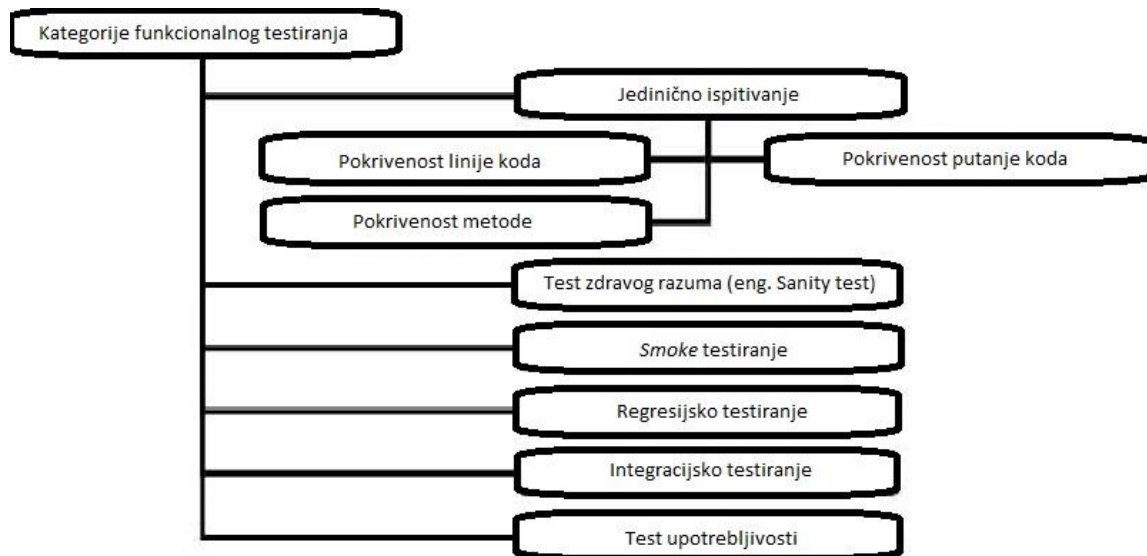 Kategorije funkcionalnog testiranja
Jedinično ispitivanje
Pokrivenost linije koda
Pokrivenost putanje koda
Pokrivenost metode
Test zdravog razuma (eng. Sanity test)
Smoke testiranje
Regresijsko testiranje
Integracijsko testiranje
Test upotrebljivosti